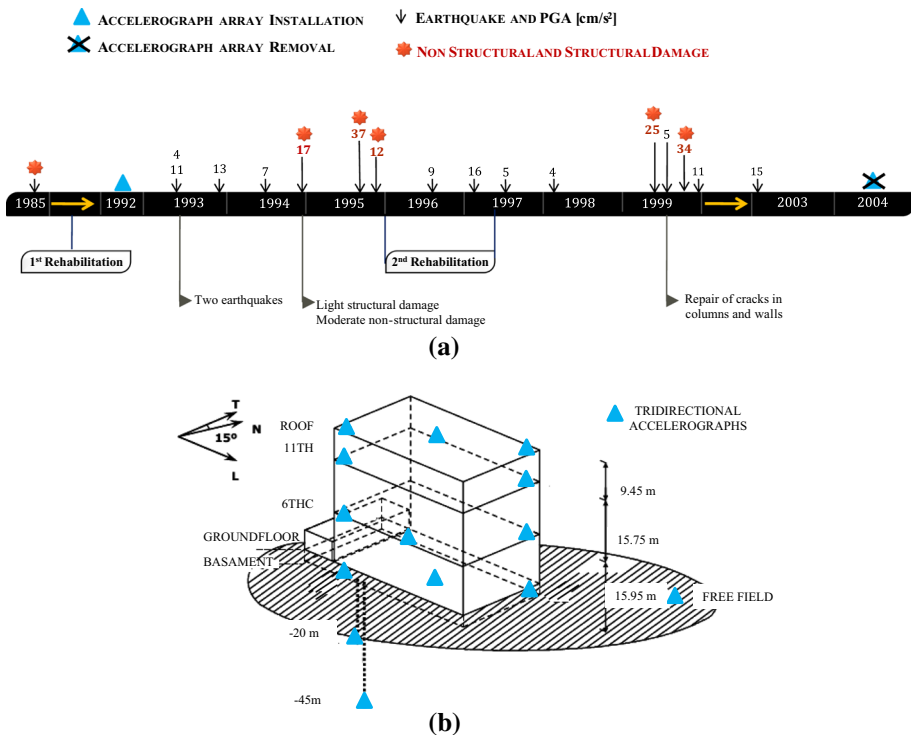 (a)
ACCELEROGRAPH ARRAY INSTALLATION
EARTHQUAKE AND PGA [cm/s²]
ACCELEROGRAPH ARRAY REMOVAL
NON STRUCTURAL AND STRUCTURAL DAMAGE
4
11
13
7
17
37
12
9
16
5
4
25
5
34
11
15
1985 1992 1993 1994 1995 1996 1997 1998 1999 2003 2004
1st Rehabilitation
2nd Rehabilitation
Two earthquakes
Light structural damage
Moderate non-structural damage
Repair of cracks in
columns and walls
(a)
T
N
15°
L
ROOF
11TH
6THC
GROUNDFLOOR
BASAMENT
-20 m
-45m
TRIDIRECTIONAL
ACCELEROGRAPHS
9.45 m
15.75 m
15.95 m
FREE FIELD
(b)